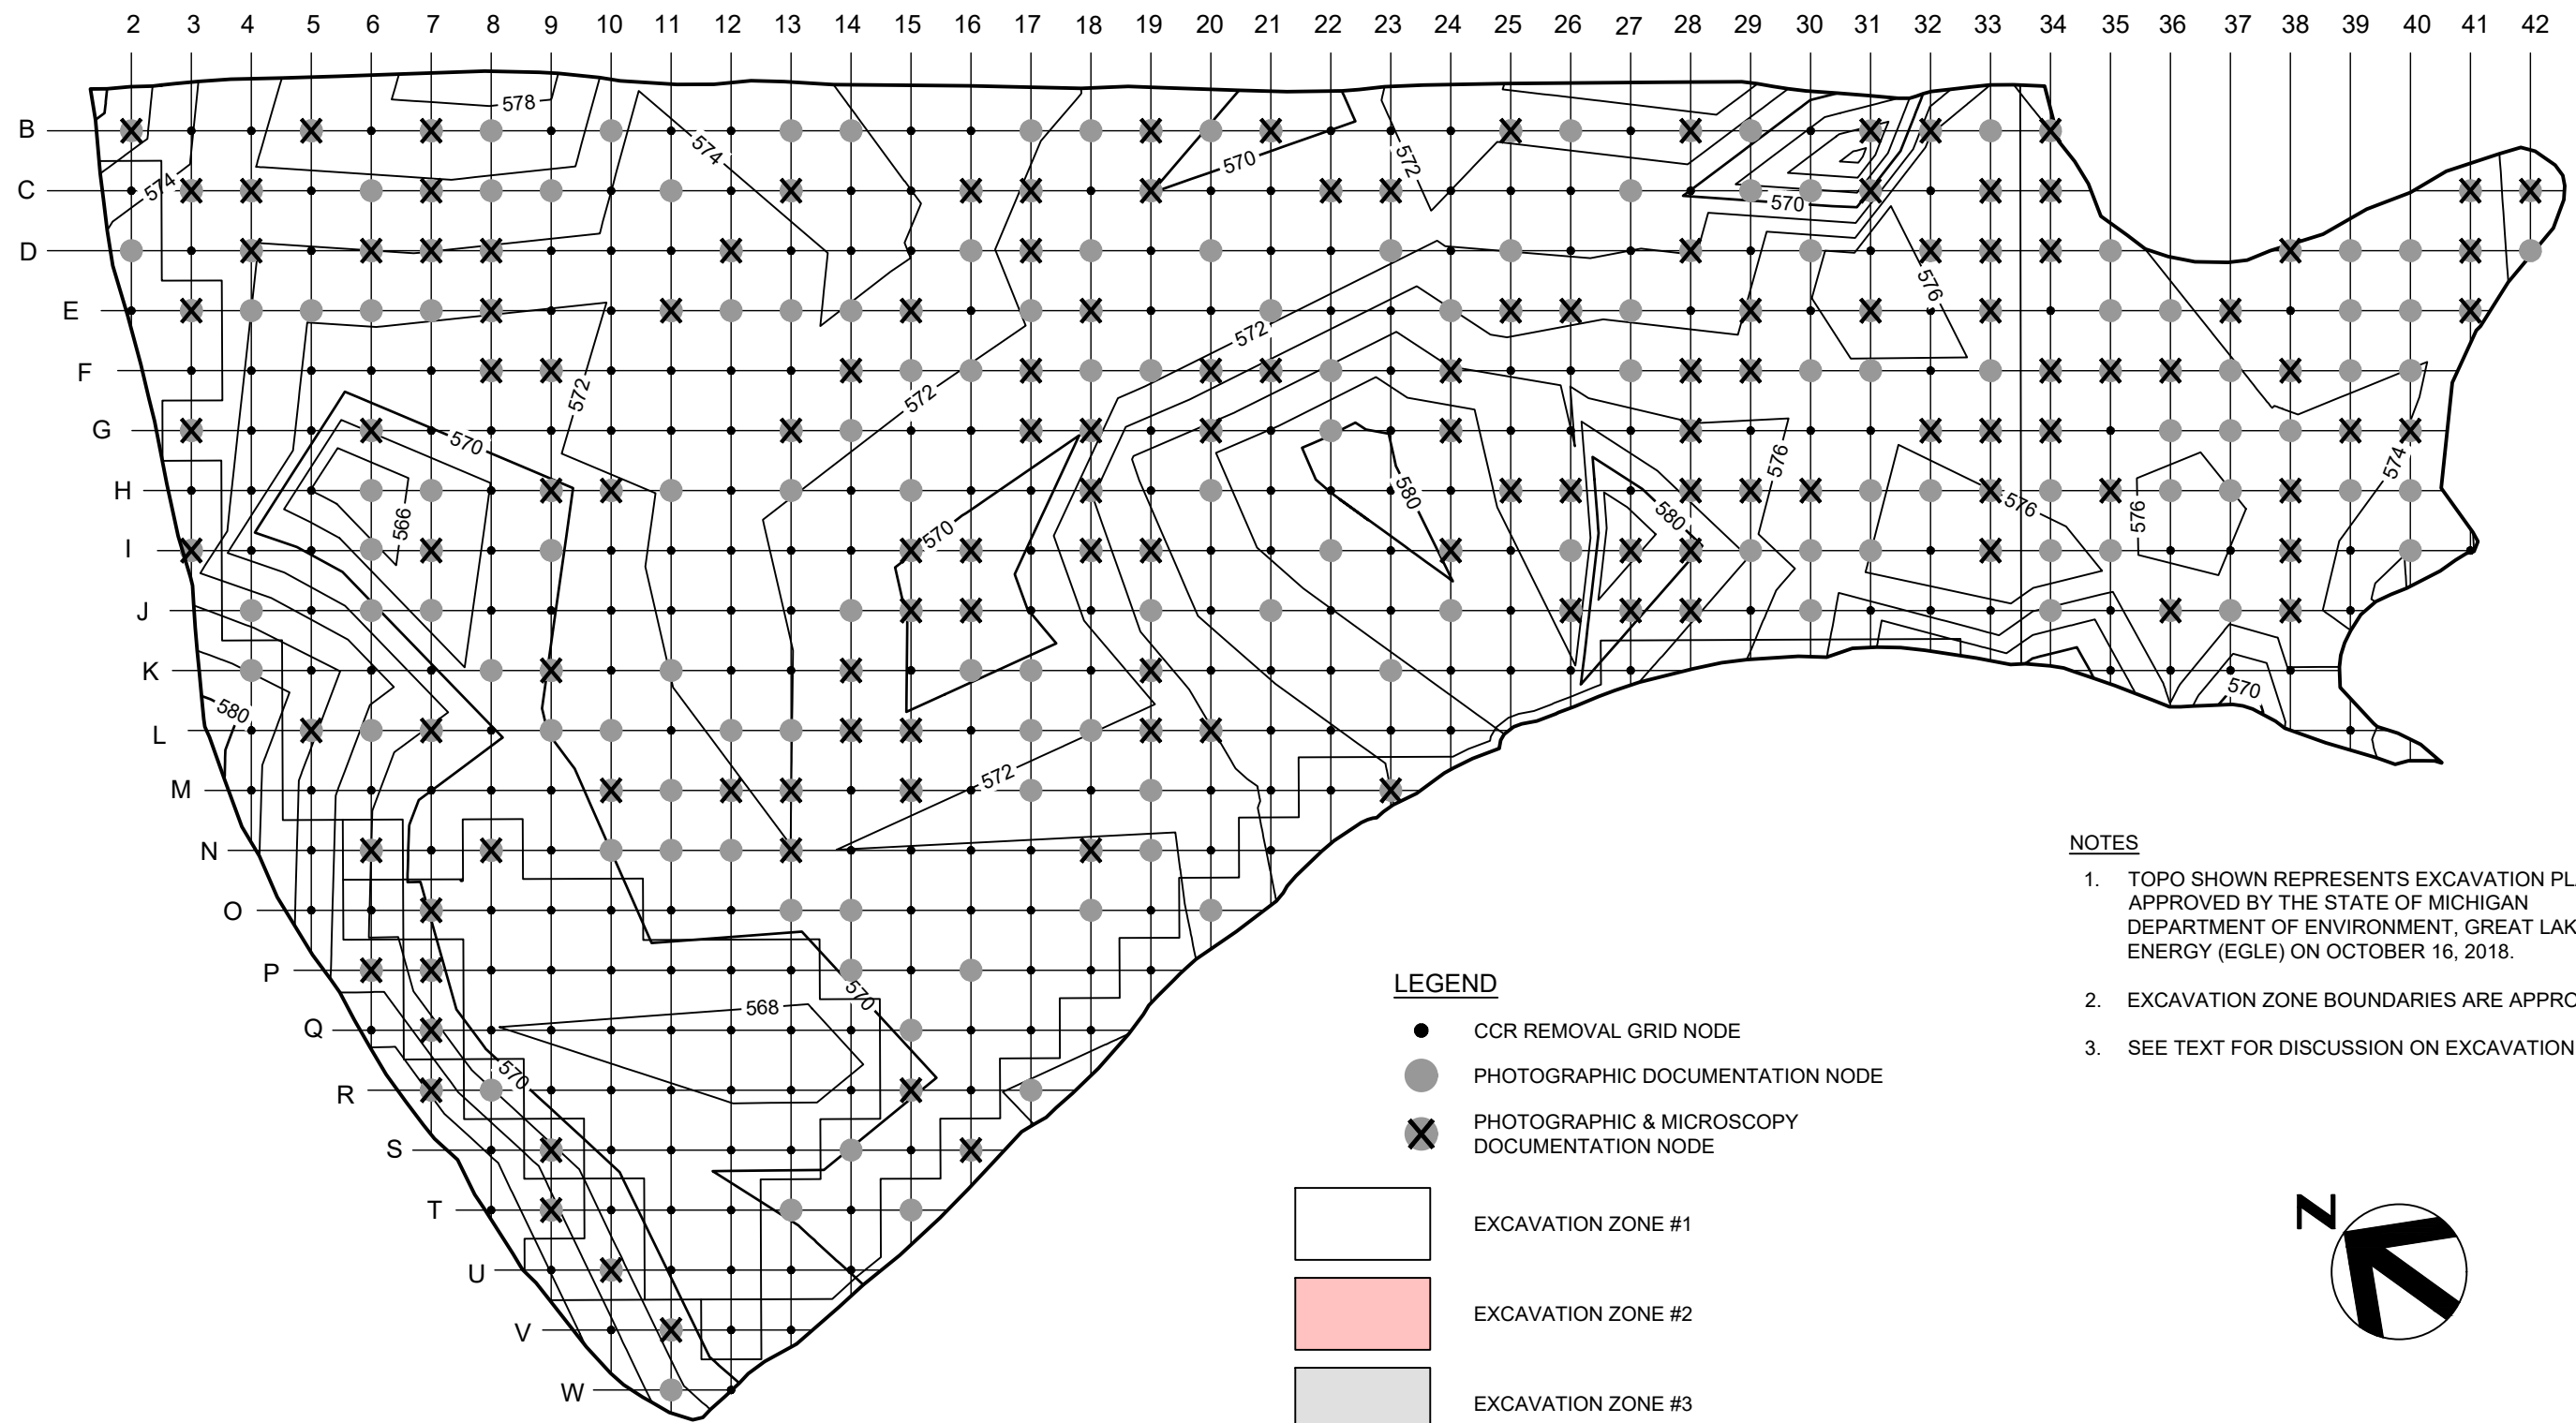 2 3 4 5 6 7 8 9 10 11 12 13 14 15 16 17 18 19 20 21 22 23 24 25 26 27 28 29 30 31 32 33 34 35 36 37 38 39 40 41 42
578
B
574
570
572
574
C
570
D
576
E
572
F
572
572
G
570
576
574
H
580
576
566
570
580
576
I
J
K
570
580
L
572
M
N
O
P
570
568
Q
570
R
S
T
U
V
W
NOTES
1. TOPO SHOWN REPRESENTS EXCAVATION
APPROVED BY THE STATE OF MICHIGAN
DEPARTMENT OF ENVIRONMENT, GREAT
ENERGY (EGLE) ON OCTOBER 16, 2018.
2. EXCAVATION ZONE BOUNDARIES ARE
3. SEE TEXT FOR DISCUSSION ON EXCAVATION
LEGEND
CCR REMOVAL GRID NODE
PHOTOGRAPHIC DOCUMENTATION NODE
PHOTOGRAPHIC & MICROSCOPY
DOCUMENTATION NODE
EXCAVATION ZONE #1
EXCAVATION ZONE #2
EXCAVATION ZONE #3
N